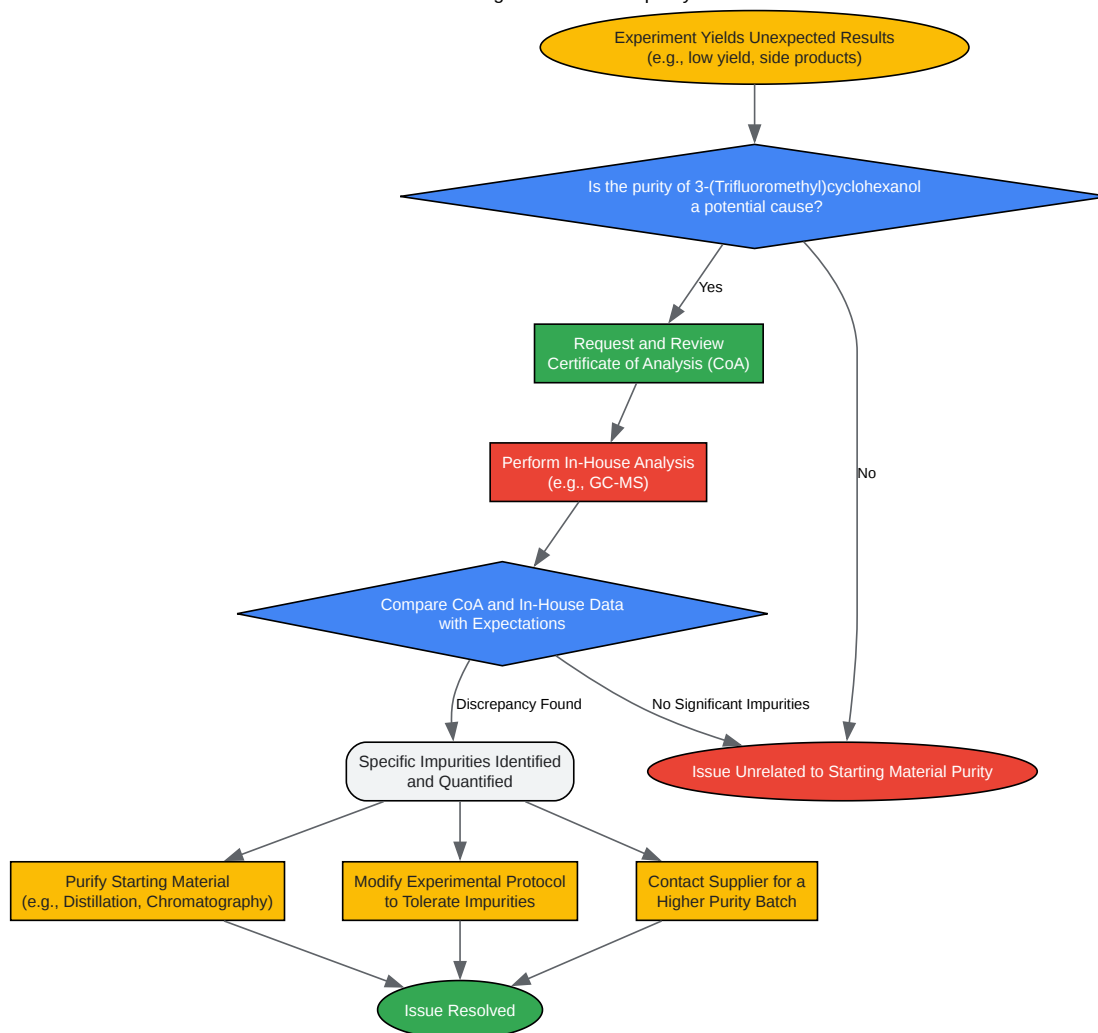 Experiment Yields Unexpected Results
(e.g., low yield, side products)
Is the purity of 3-(Trifluoromethyl)cyclohexanol
a potential cause?
Yes
Request and Review
Certificate of Analysis (CoA)
No
Perform In-House Analysis
(e.g., GC-MS)
Compare CoA and In-House Data
with Expectations
Discrepancy Found
No Significant Impurities
Specific Impurities Identified
and Quantified
Issue Unrelated to Starting Material Purity
Purify Starting Material
(e.g., Distillation, Chromatography)
Modify Experimental Protocol
to Tolerate Impurities
Contact Supplier for a
Higher Purity Batch
Issue Resolved